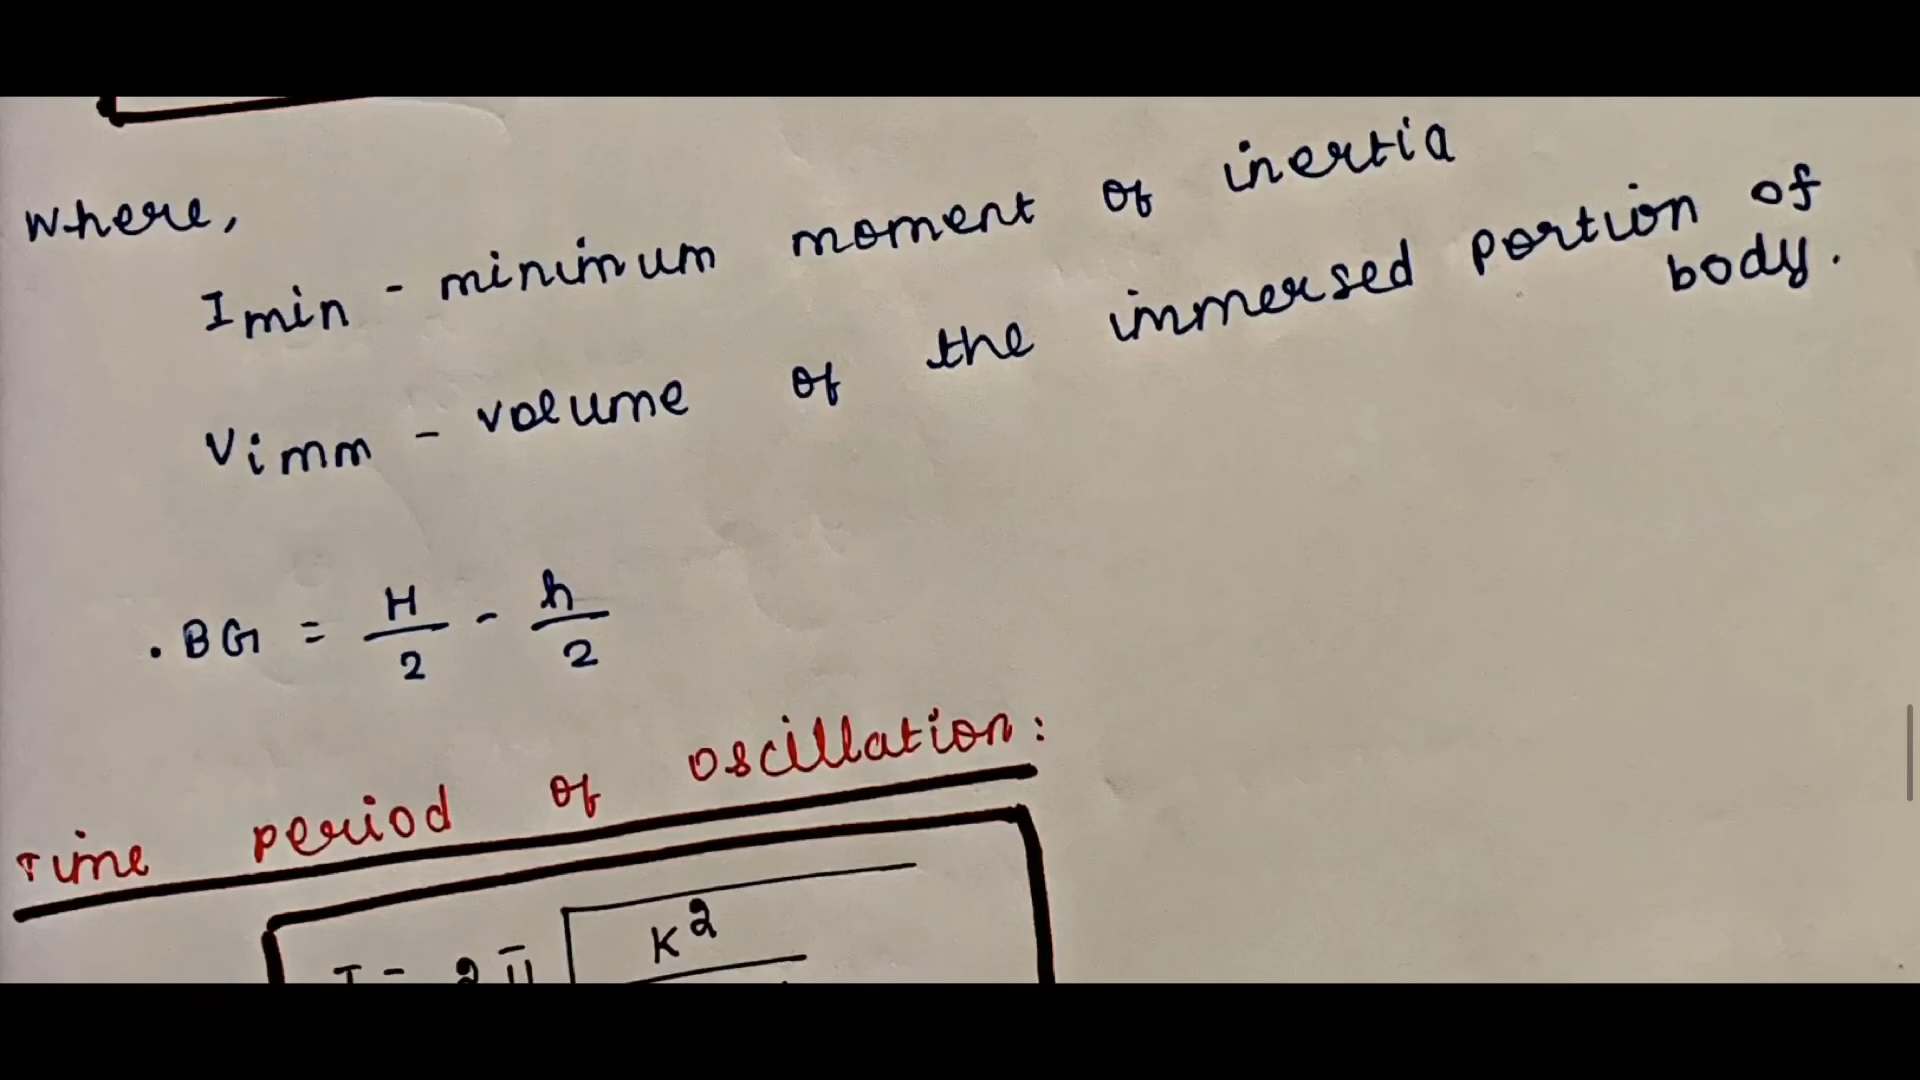 where,
Imin - minimum moment of inertia
Vimm - volume of the immersed portion of
body.
. BG = H/2 - h/2
Time period of oscillation:
T = 2π √ K²